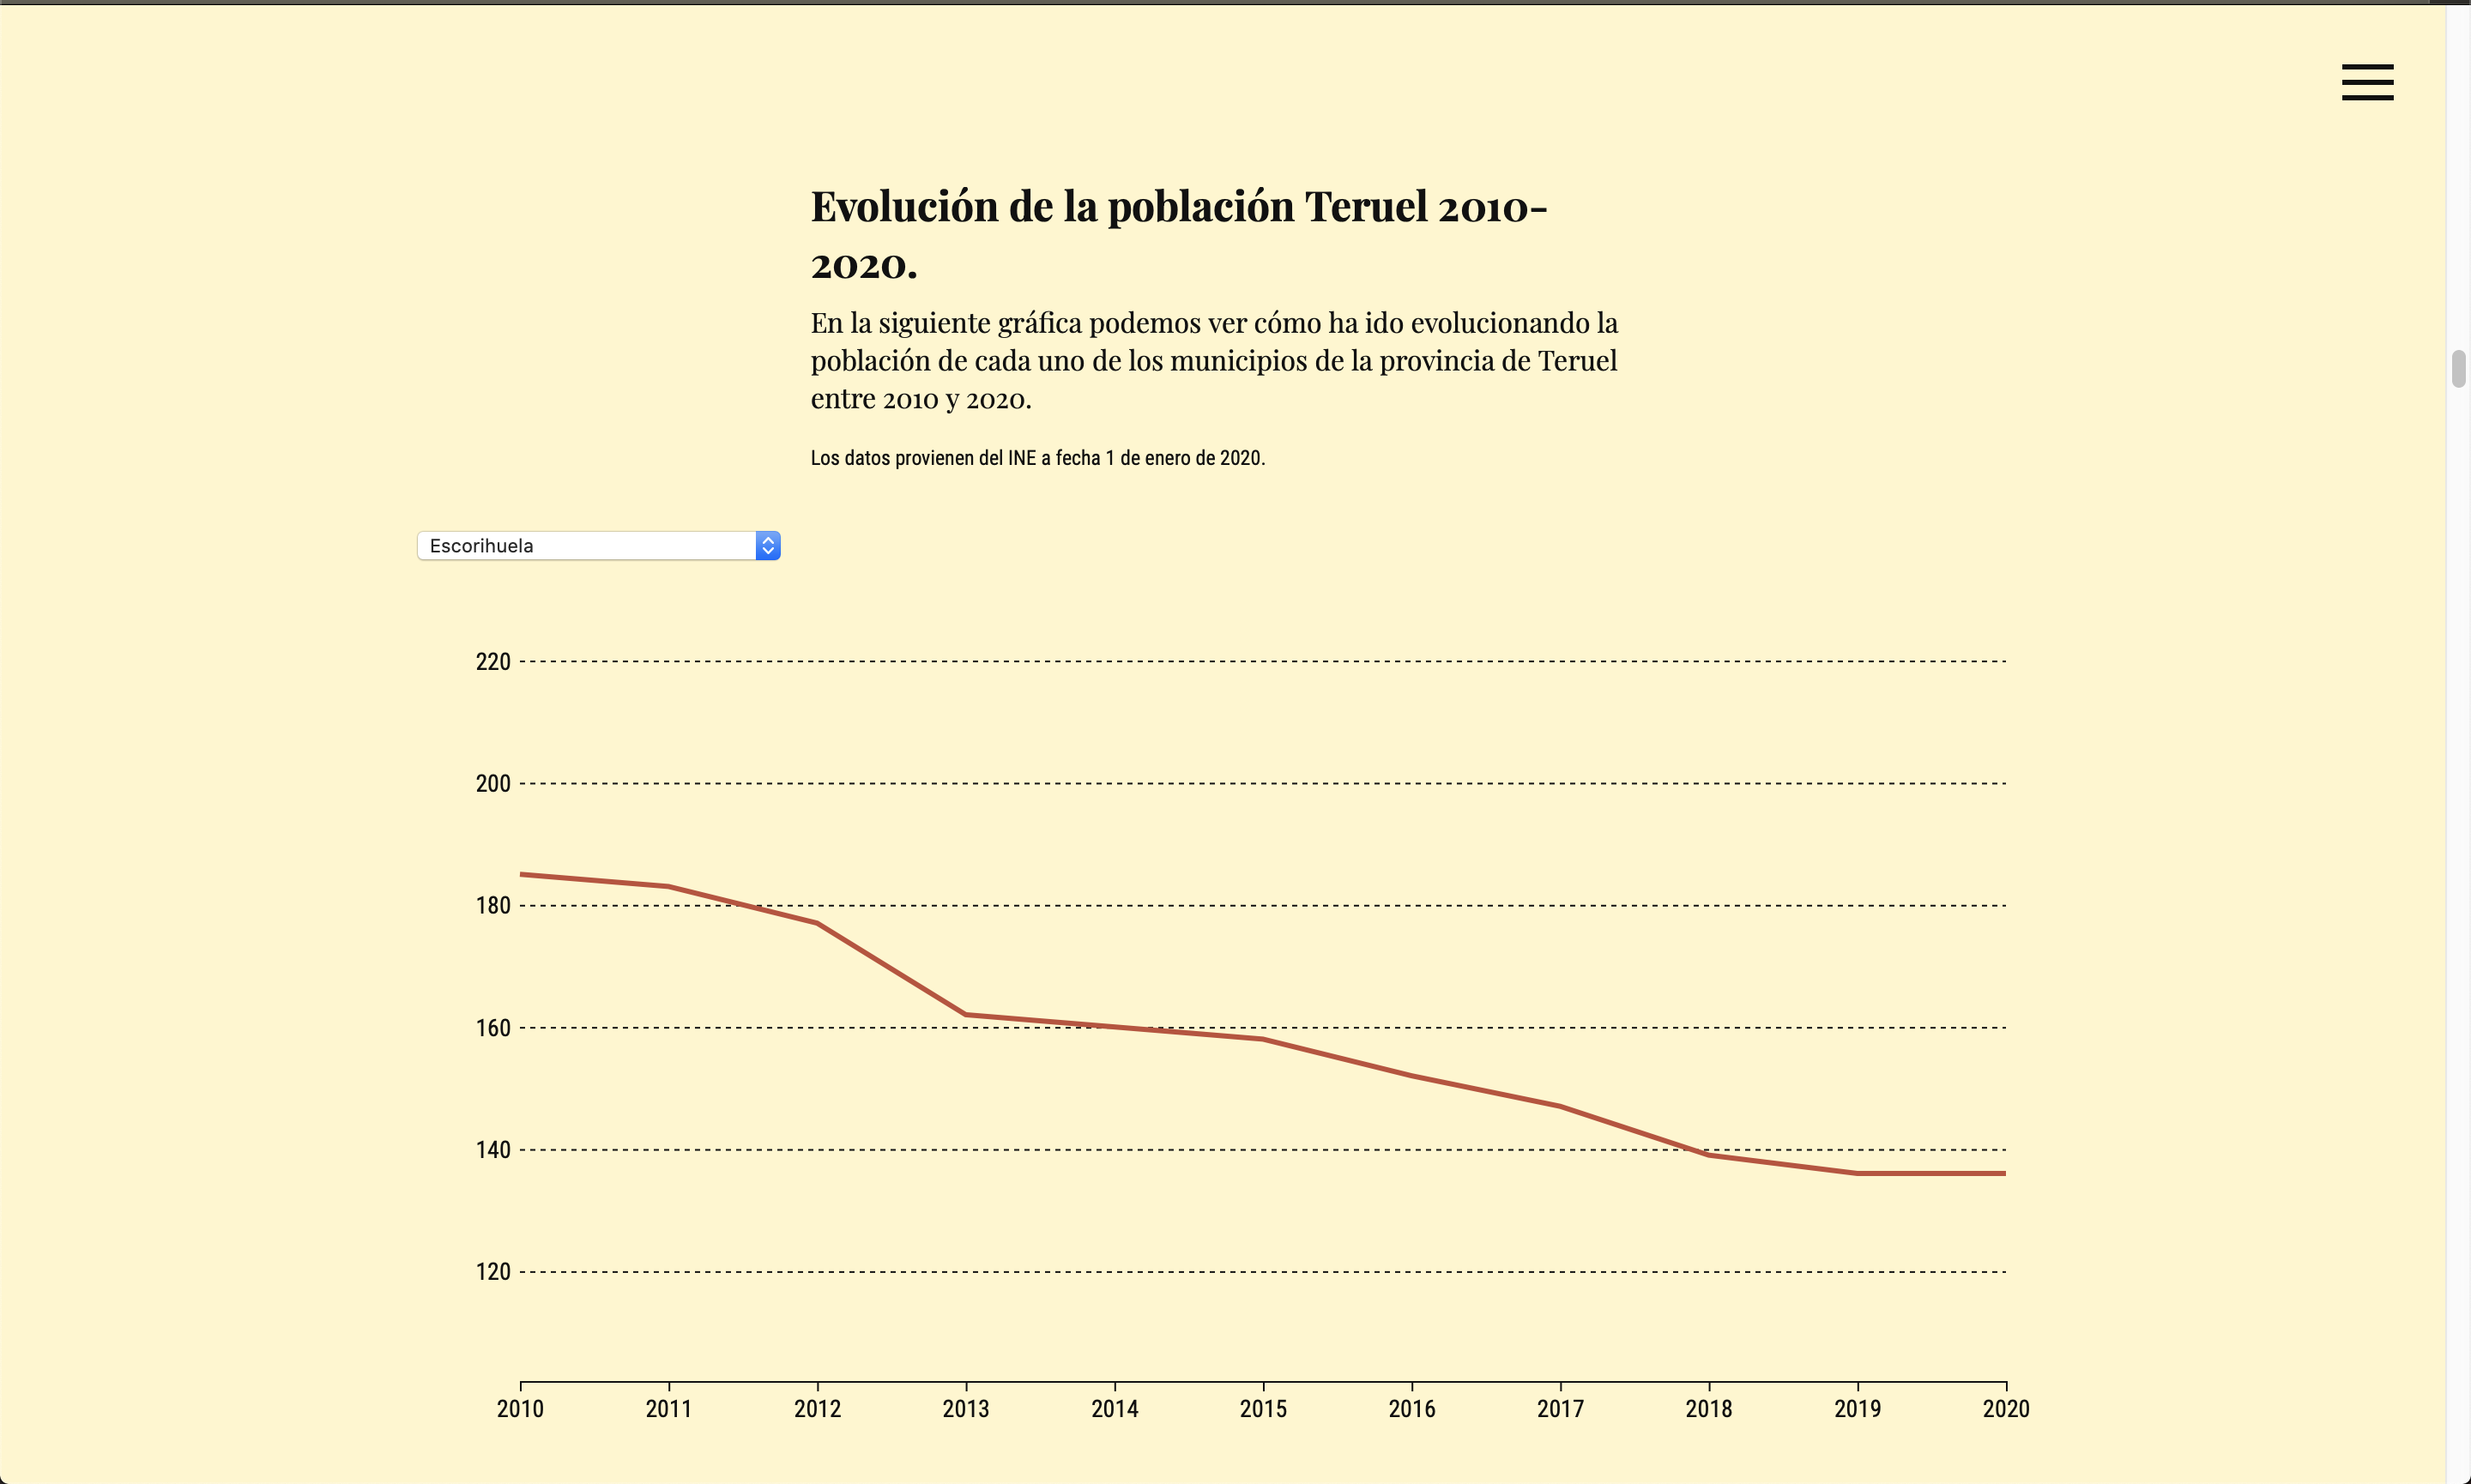 Evolución de la población Teruel 2010-
2020.
En la siguiente gráfica podemos ver cómo ha ido evolucionando la
población de cada uno de los municipios de la provincia de Teruel
entre 2010 y 2020.
Los datos provienen del INE a fecha 1 de enero de 2020.
Escorihuela
220
200
180
160
140
120
2010 2011 2012 2013 2014 2015 2016 2017 2018 2019 2020